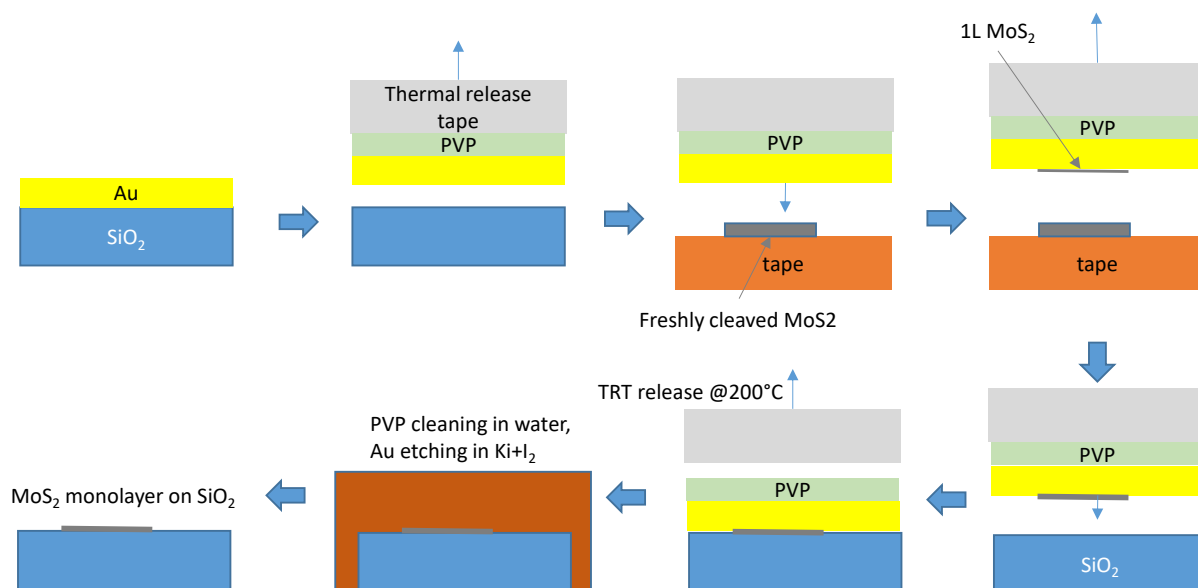 Au
SiO₂
Thermal release
tape
PVP
PVP
tape
Freshly cleaved MoS2
1L MoS₂
PVP
tape
PVP
SiO₂
TRT release @200°C
PVP
PVP cleaning in water,
Au etching in Ki+I₂
MoS₂ monolayer on SiO₂